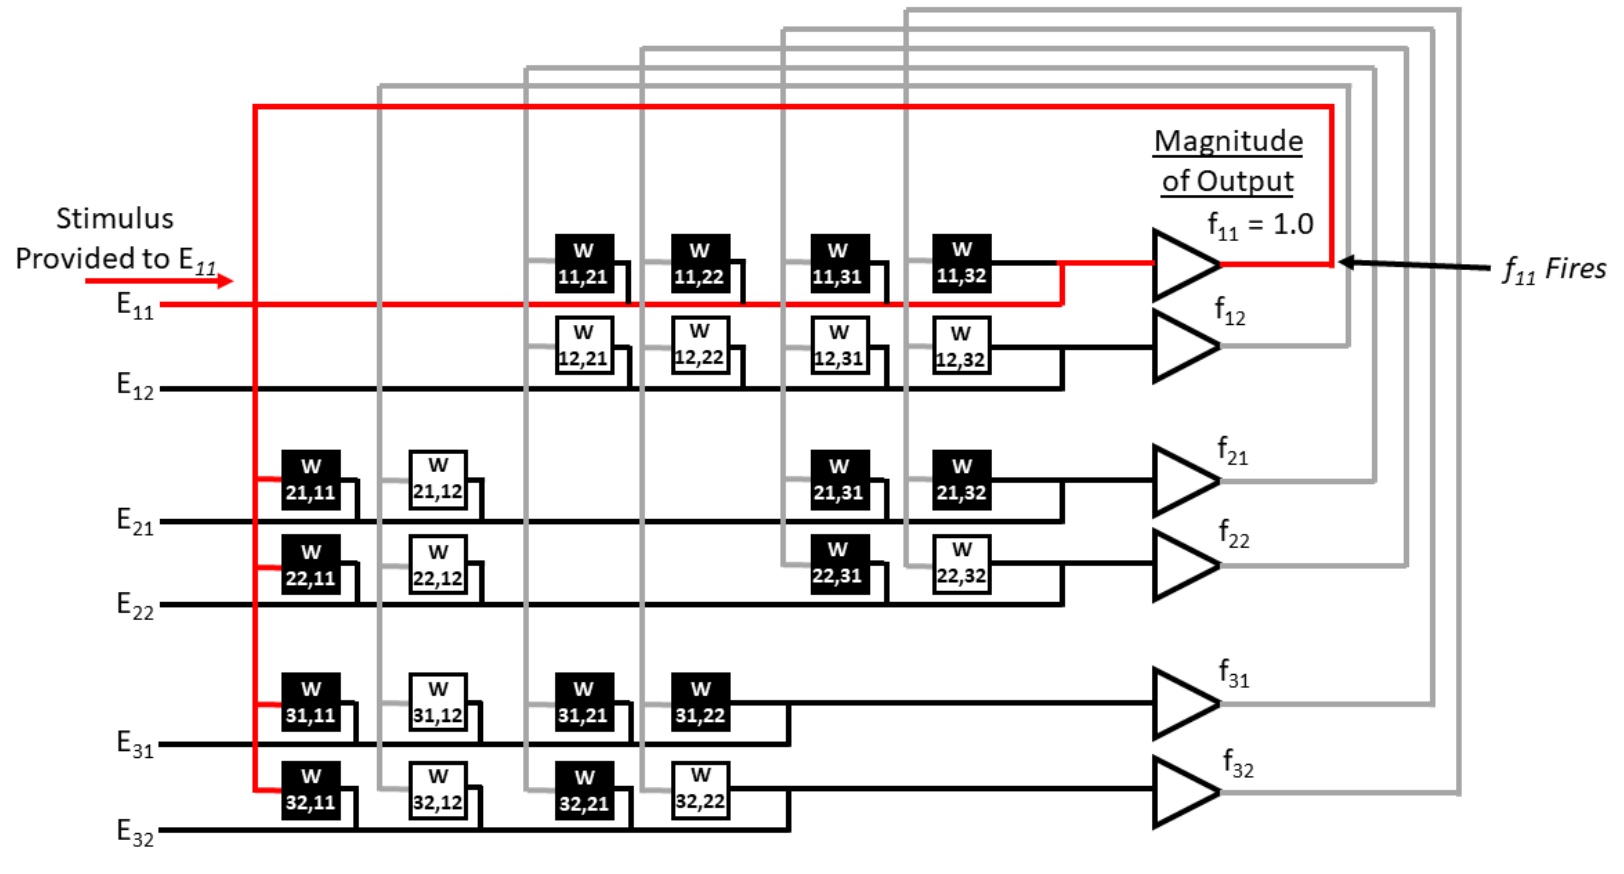 Magnitude
of Output
f11 = 1.0
Stimulus
Provided to E11
f11 Fires
W
11,21
W
11,22
W
11,31
W
11,32
E11
f12
W
12,21
W
12,22
W
12,31
W
12,32
E12
f21
W
21,11
W
21,12
W
21,31
W
21,32
E21
f22
W
22,11
W
22,12
W
22,31
W
22,32
E22
f31
W
31,11
W
31,12
W
31,21
W
31,22
E31
f32
W
32,11
W
32,12
W
32,21
W
32,22
E32